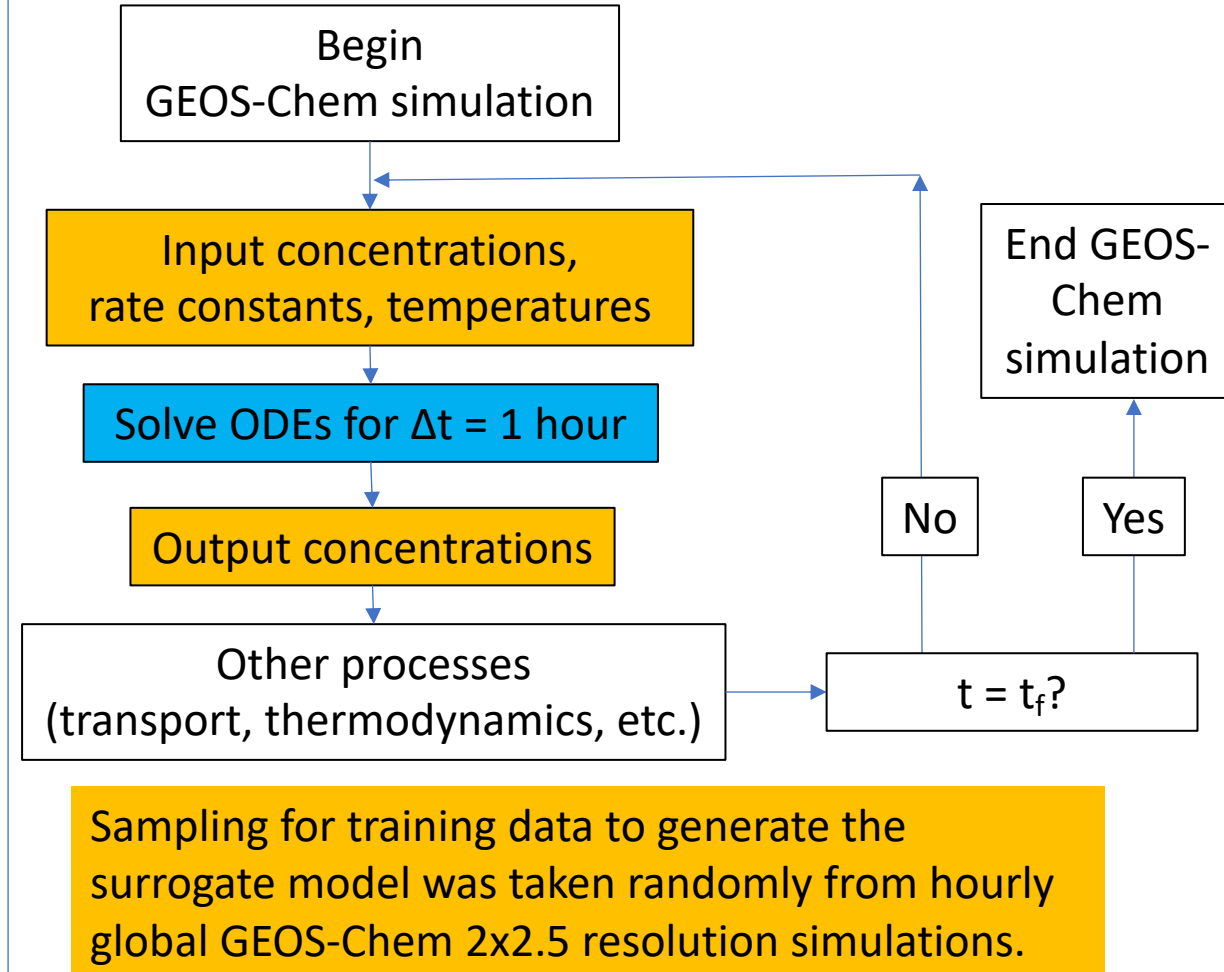 Begin
GEOS-Chem simulation
Input concentrations,
rate constants, temperatures
Solve ODEs for Δt = 1 hour
Output concentrations
Other processes
(transport, thermodynamics, etc.)
t = t_f?
No
Yes
End GEOS-
Chem
simulation
Sampling for training data to generate the
surrogate model was taken randomly from hourly
global GEOS-Chem 2x2.5 resolution simulations.